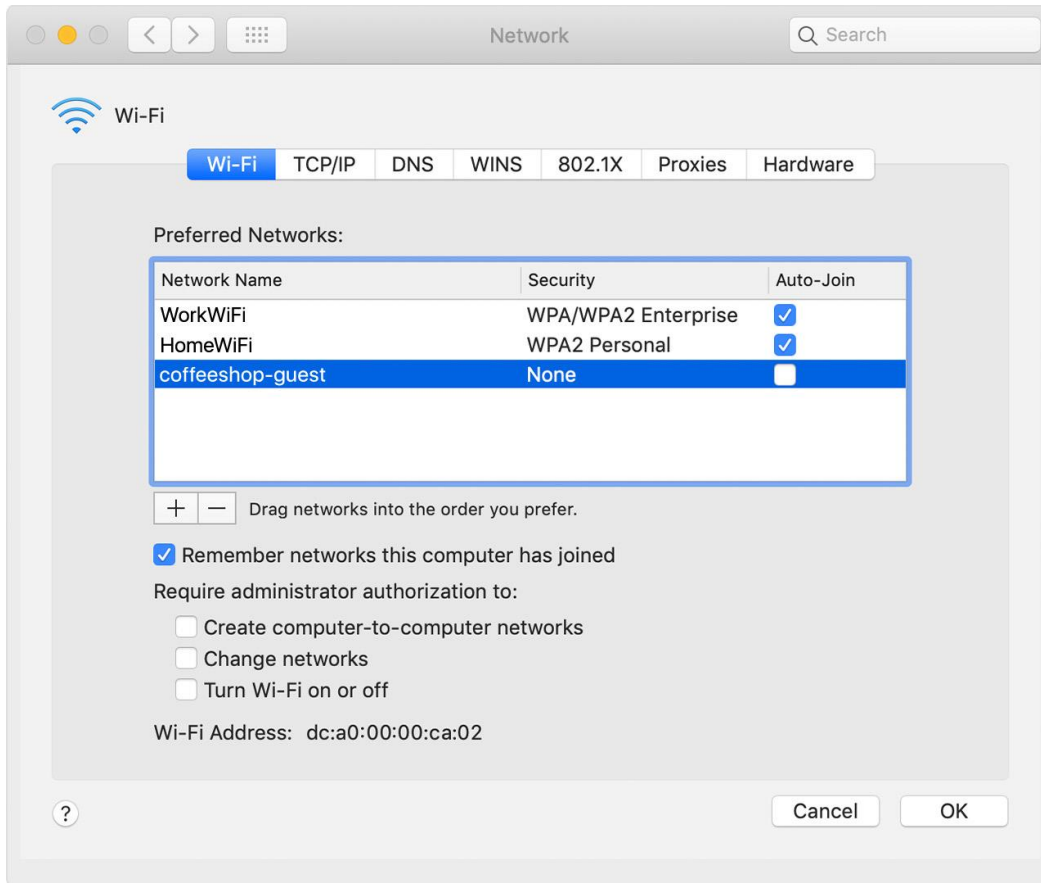 Network
Search
Wi-Fi
Wi-Fi TCP/IP DNS WINS 802.1X Proxies Hardware
Preferred Networks:
Network Name Security Auto-Join
WorkWiFi WPA/WPA2 Enterprise
HomeWiFi WPA2 Personal
coffeeshop-guest None
+ − Drag networks into the order you prefer.
Remember networks this computer has joined
Require administrator authorization to:
Create computer-to-computer networks
Change networks
Turn Wi-Fi on or off
Wi-Fi Address: dc:a0:00:00:ca:02
? Cancel OK